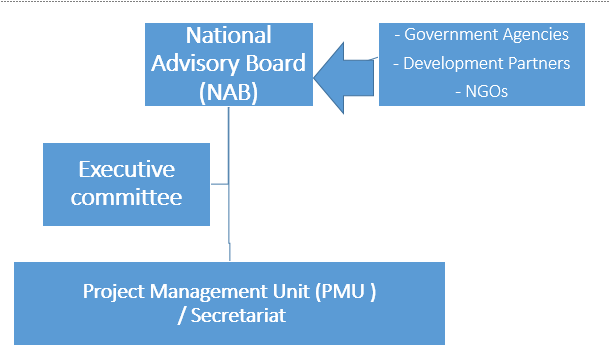 National
Advisory Board
(NAB)
- Government Agencies
- Development Partners
- NGOs
Executive
committee
Project Management Unit (PMU )
/ Secretariat